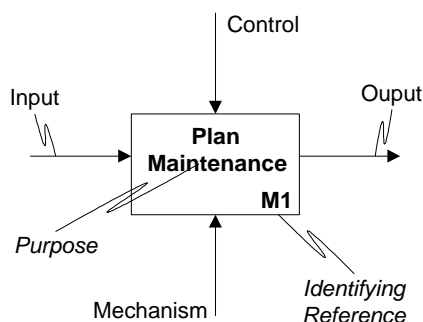 Control
Input
Ouput
Plan
Maintenance
M1
Purpose
Mechanism
Identifying
Reference